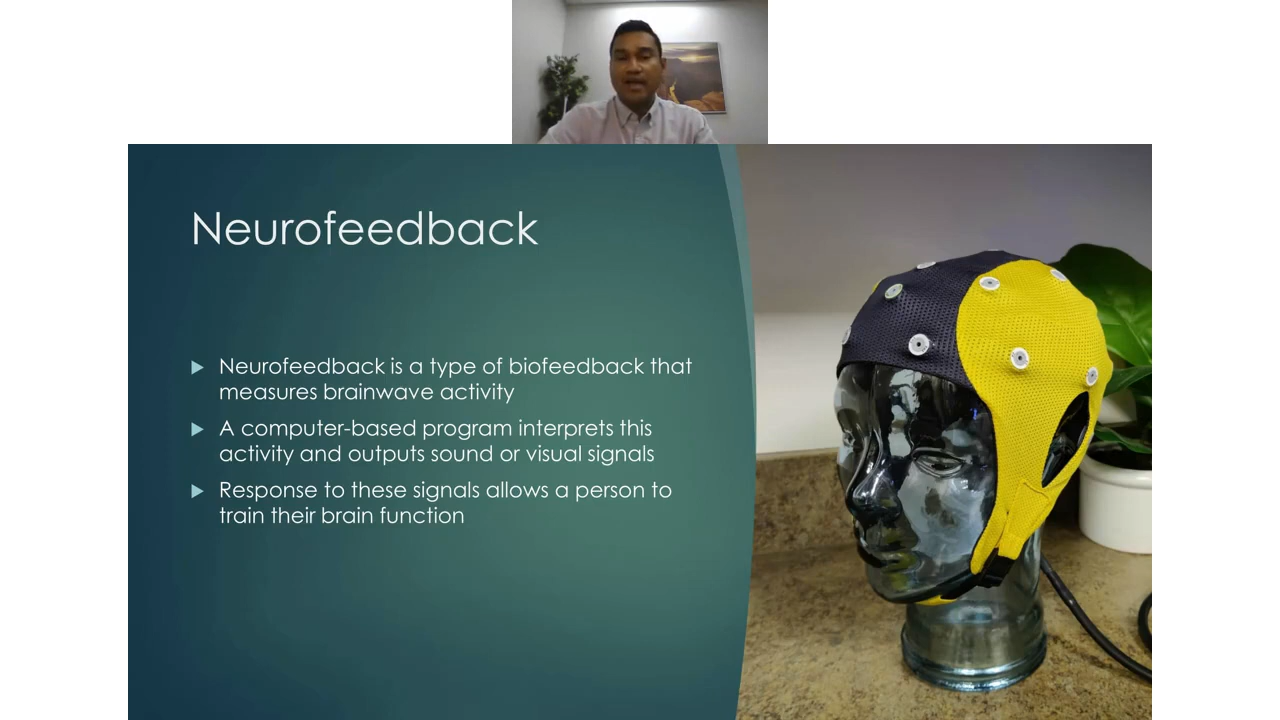 Neurofeedback
Neurofeedback is a type of biofeedback that
measures brainwave activity
A computer-based program interprets this
activity and outputs sound or visual signals
Response to these signals allows a person to
train their brain function